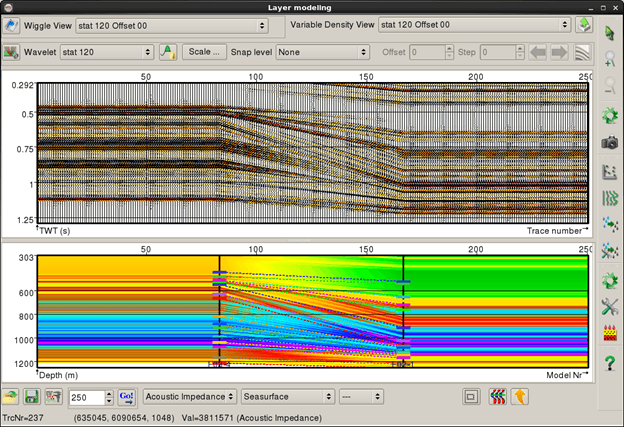 Layer modeling
Wiggle View stat 120 Offset 00 Variable Density View stat 120 Offset 00
Wavelet stat 120 Scale ... Snap level None Offset 0 Step 0
50 100 150 200 250
0.292
0.5
0.75
1
1.25
TWT (s) Trace number
50 100 150 200 250
303
600
800
1000
1200
Depth (m) Model Nr
250 Go! Acoustic Impedance Seasurface ---
TrcNr=237 (635045, 6090654, 1048) Val=3811571 (Acoustic Impedance)